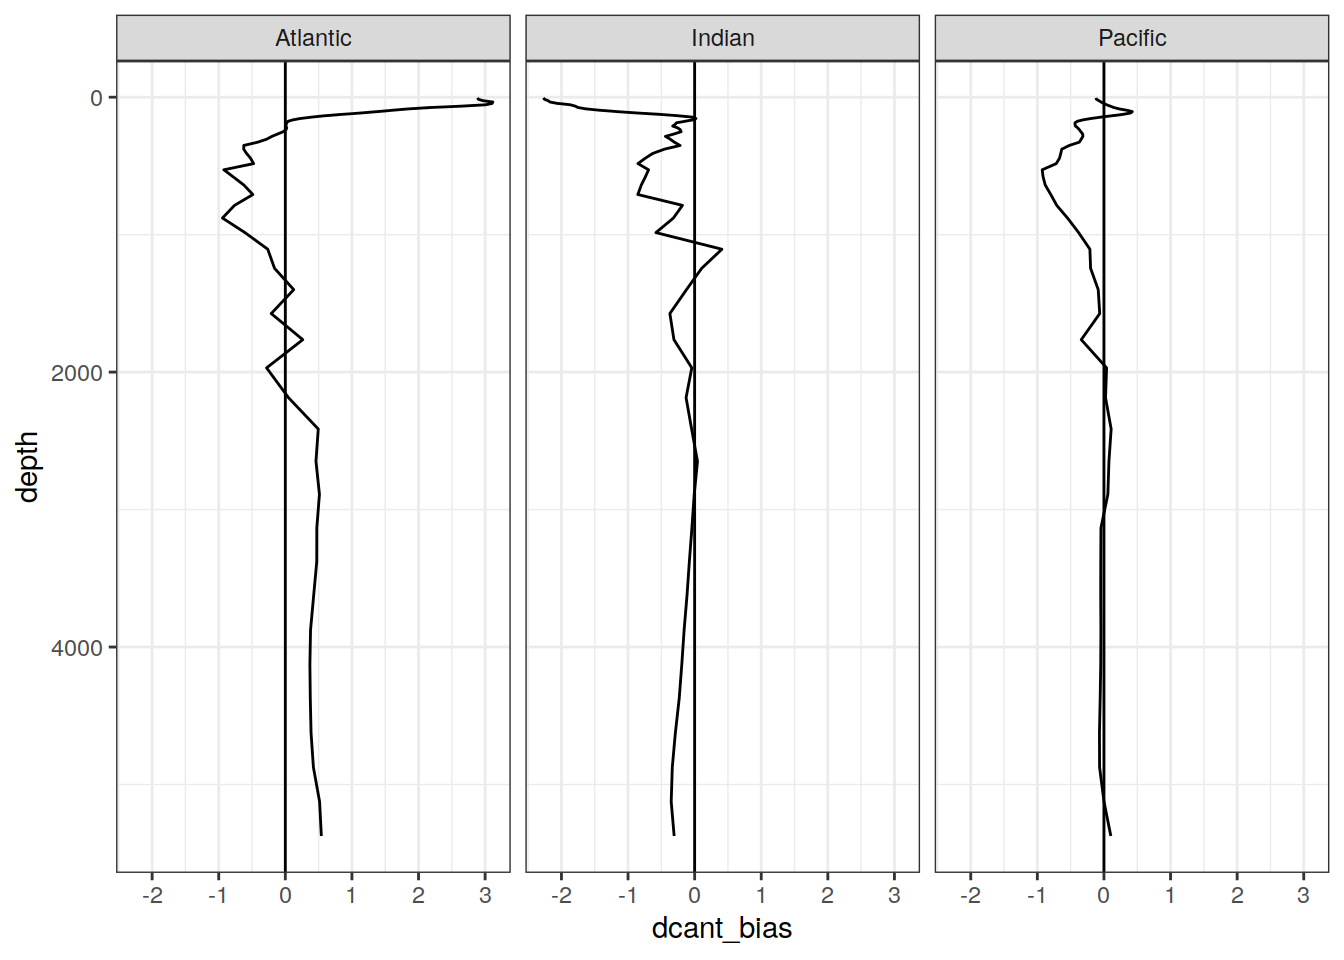 Atlantic Indian Pacific
0
2000
4000
depth
-2 -1 0 1 2 3 -2 -1 0 1 2 3 -2 -1 0 1 2 3
dcant_bias